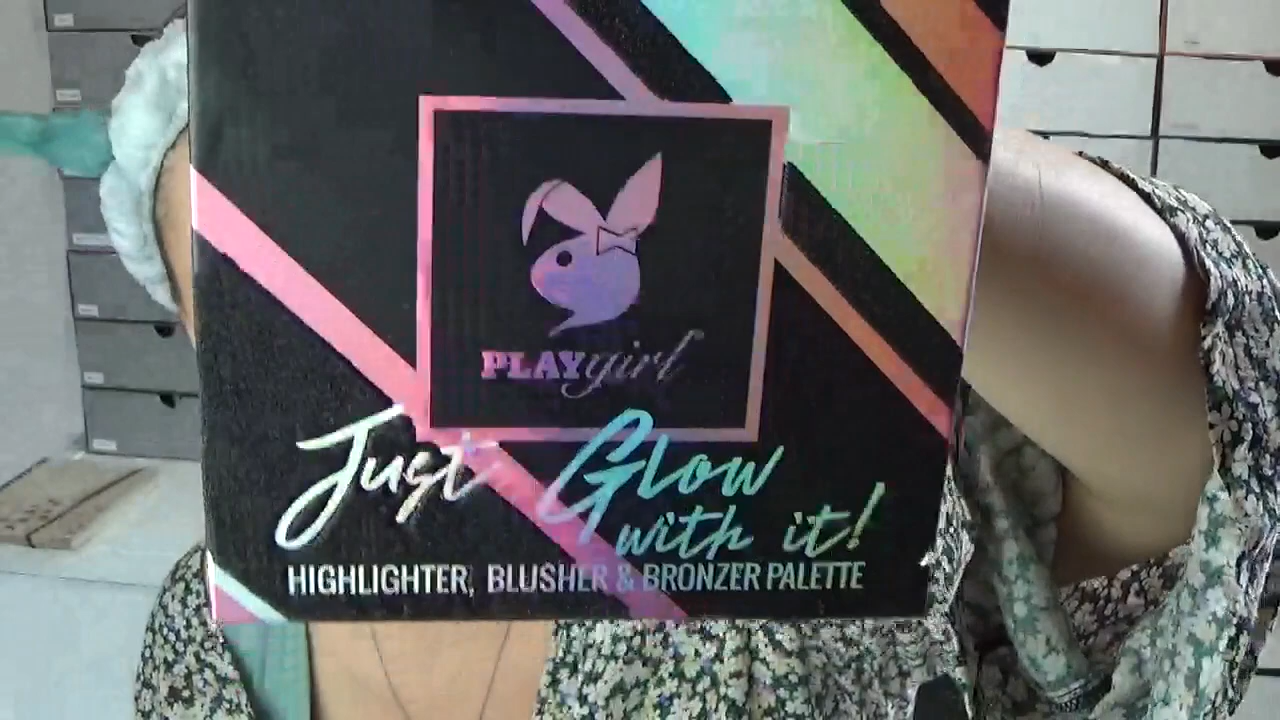 PLAYgirl
Just Glow
with it!
HIGHLIGHTER, BLUSHER & BRONZER PALETTE